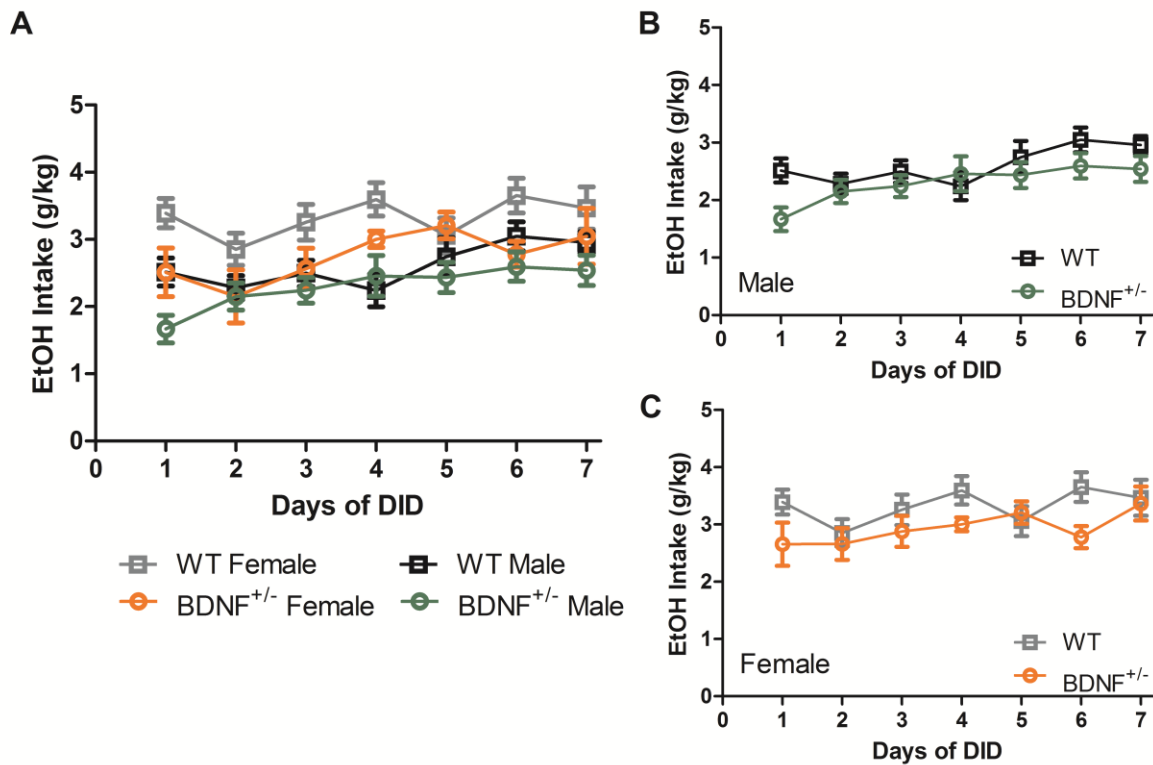 A
EtOH Intake (g/kg)
5
4
3
2
1
0
0 1 2 3 4 5 6 7
Days of DID
WT Female
WT Male
BDNF+/- Female
BDNF+/- Male
B
EtOH Intake (g/kg)
5
4
3
2
1
0
Male
WT
BDNF+/-
0 1 2 3 4 5 6 7
Days of DID
C
EtOH Intake (g/kg)
5
4
3
2
1
0
Female
WT
BDNF+/-
0 1 2 3 4 5 6 7
Days of DID